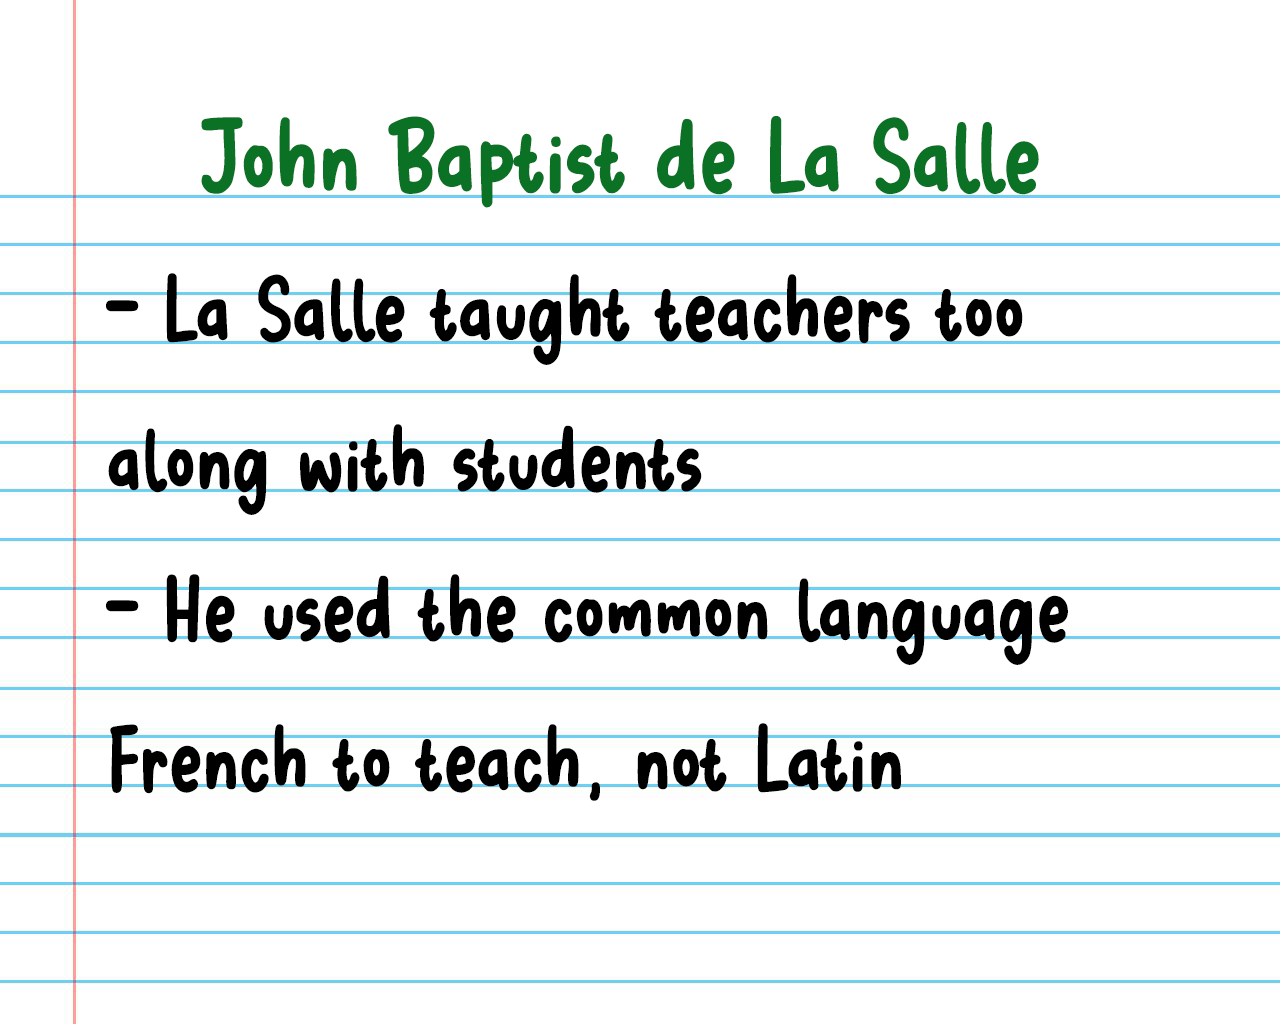 John Baptist de La Salle
- La Salle taught teachers too
along with students
- He used the common language
French to teach, not Latin